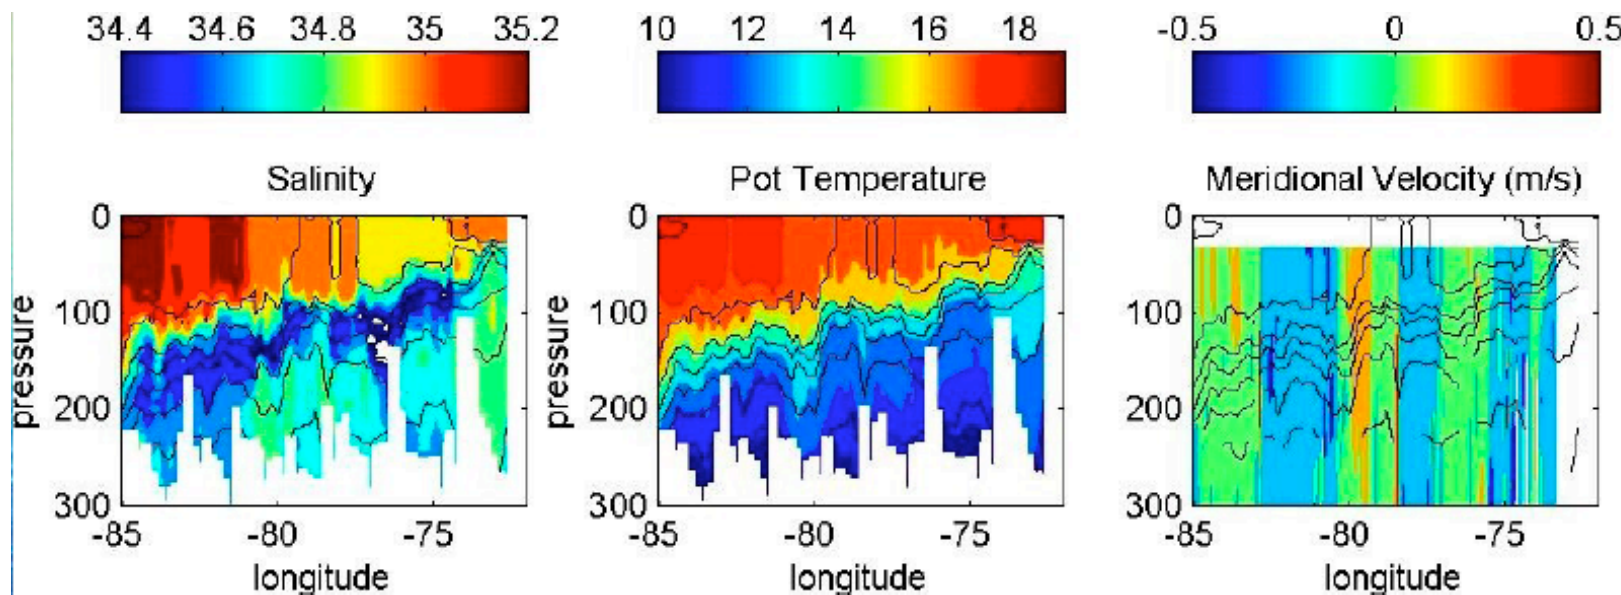 34.4 34.6 34.8 35 35.2
10 12 14 16 18
-0.5 0 0.5
Salinity
Pot Temperature
Meridional Velocity (m/s)
0
100
200
300
pressure
-85 -80 -75
longitude
0
100
200
300
pressure
-85 -80 -75
longitude
0
100
200
300
-85 -80 -75
longitude